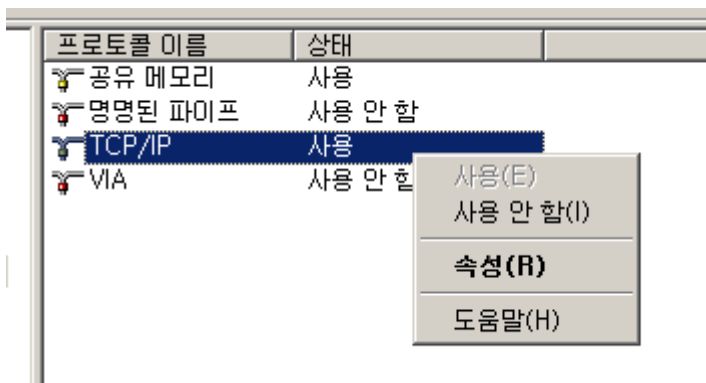 프로토콜 이름 상태
공유 메모리 사용
명명된 파이프 사용 안 함
TCP/IP 사용
VIA 사용 안 함
사용(E)
사용 안 함(I)
속성(R)
도움말(H)